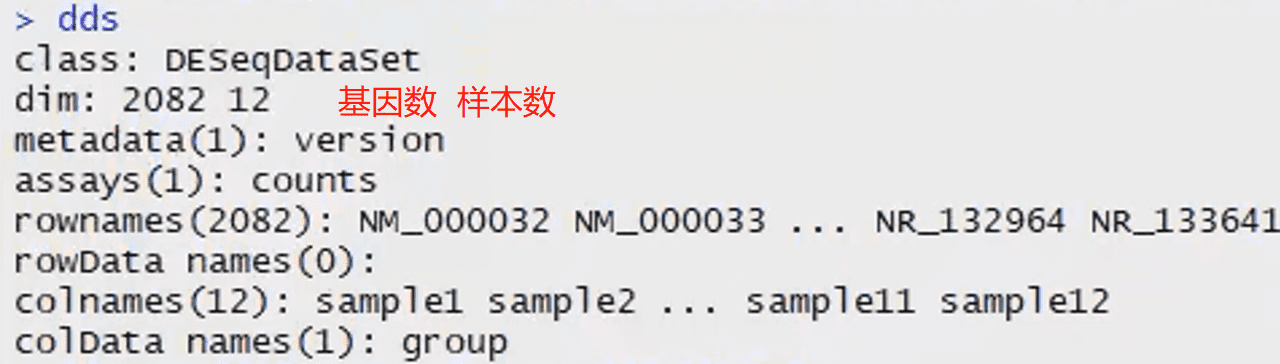 > dds
class: DESeqDataSet
dim: 2082 12 基因数 样本数
metadata(1): version
assays(1): counts
rownames(2082): NM_000032 NM_000033 ... NR_132964 NR_133641
rowData names(0):
colnames(12): sample1 sample2 ... sample11 sample12
colData names(1): group